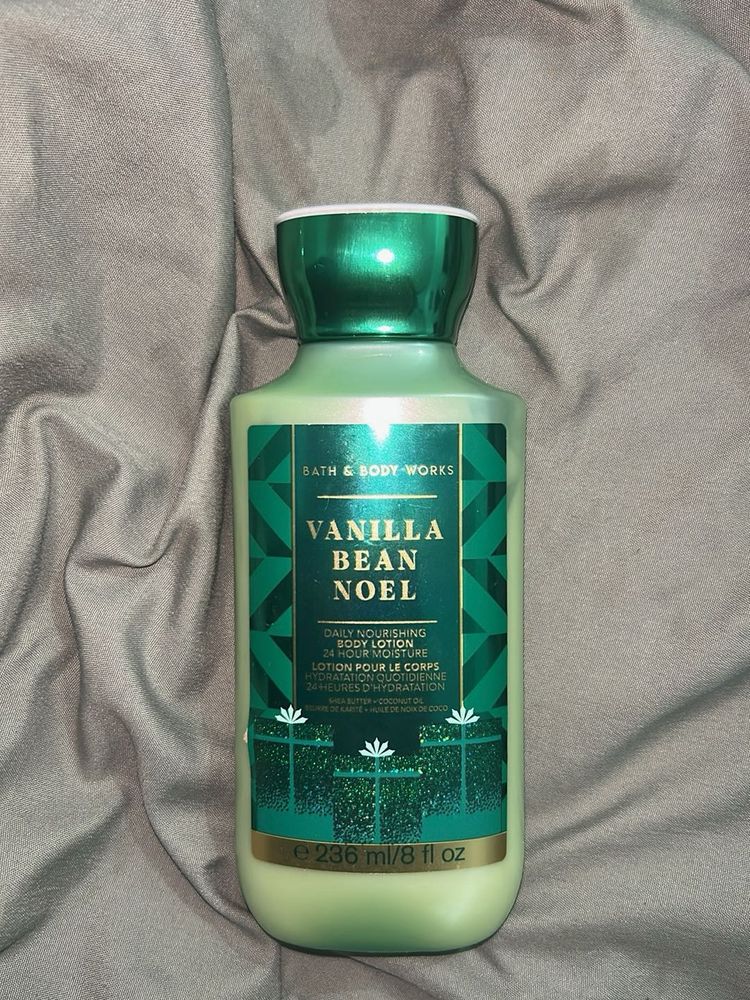 BATH & BODY WORKS
VANILLA
BEAN
NOEL
DAILY NOURISHING
BODY LOTION
24 HOUR MOISTURE
LOTION POUR LE CORPS
HYDRATATION QUOTIDIENNE
24 HEURES D'HYDRATATION
SHEA BUTTER + COCONUT OIL
BEURRE DE KARITÉ + HUILE DE NOIX DE COCO
℮ 236 ml/8 fl oz